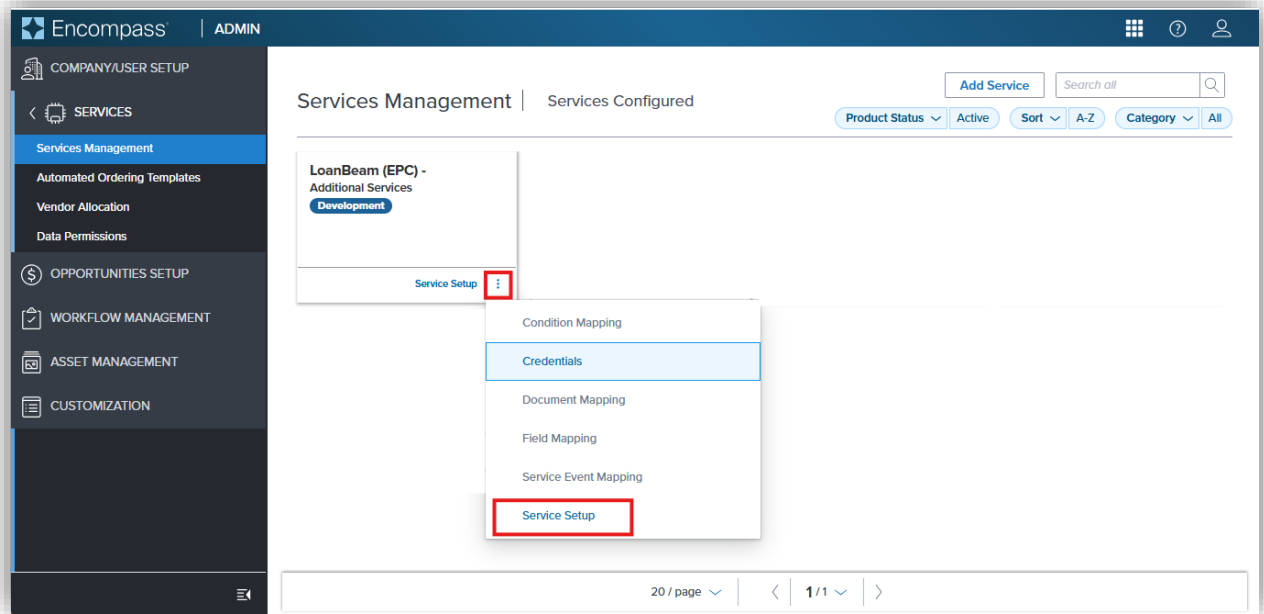 Encompass | ADMIN
COMPANY/USER SETUP
SERVICES
Services Management
Automated Ordering Templates
Vendor Allocation
Data Permissions
OPPORTUNITIES SETUP
WORKFLOW MANAGEMENT
ASSET MANAGEMENT
CUSTOMIZATION
Services Management | Services Configured
Add Service
Search all
Product Status Active Sort A-Z Category All
LoanBeam (EPC) -
Additional Services
Development
Service Setup
Condition Mapping
Credentials
Document Mapping
Field Mapping
Service Event Mapping
Service Setup
20 / page 1 / 1